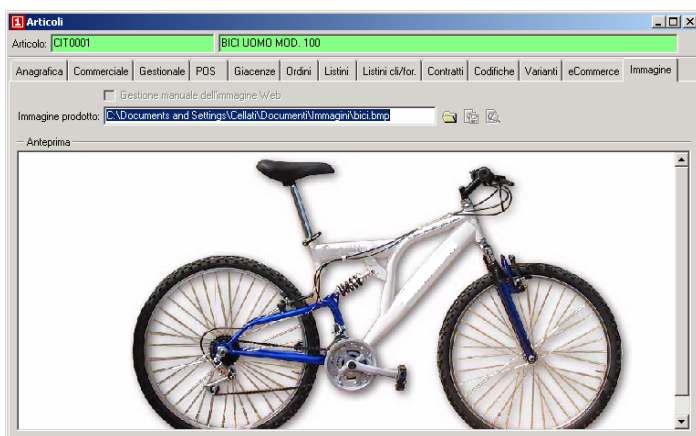 Articoli
Articolo: CIT0001 BICI UOMO MOD. 100
Anagrafica Commerciale Gestionale POS Giacenze Ordini Listini Listini cli/for. Contratti Codifiche Varianti eCommerce Immagine
Gestione manuale dell'immagine Web
Immagine prodotto: C:\Documents and Settings\Cellati\Documenti\Immagini\bici.bmp
Anteprima